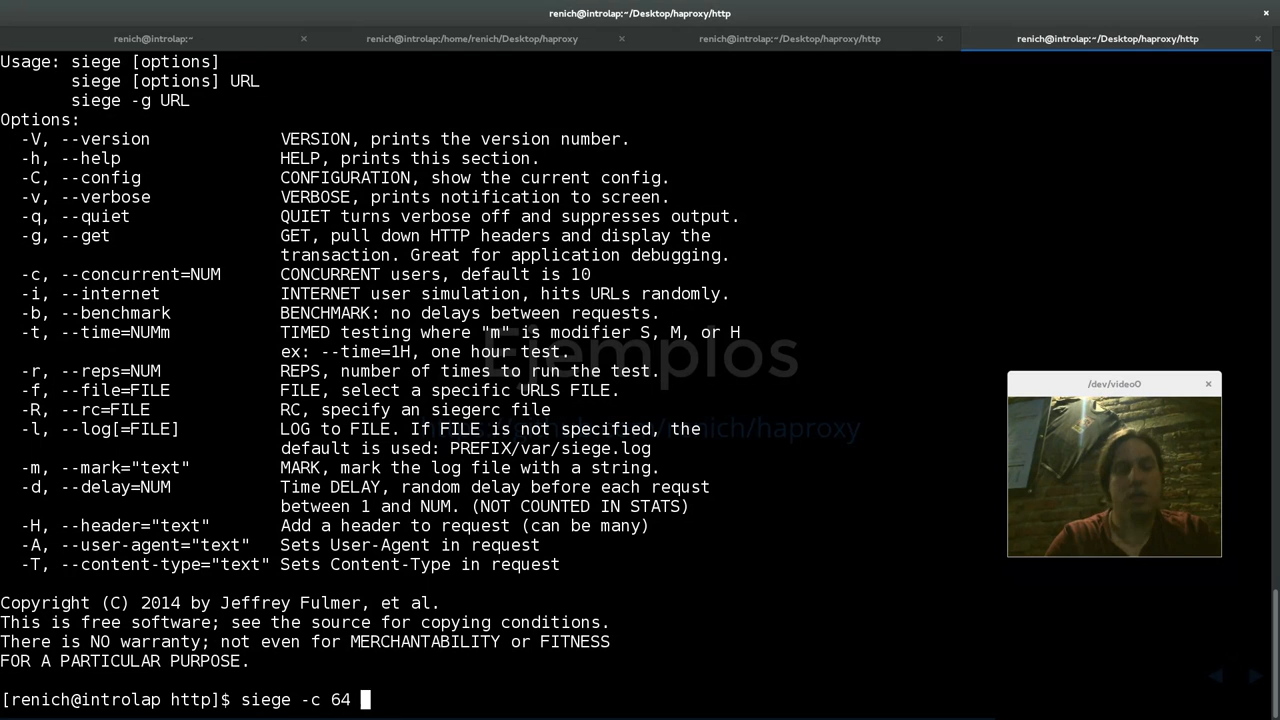 renich@introlap:~/Desktop/haproxy/http
renich@introlap:~
renich@introlap:/home/renich/Desktop/haproxy
renich@introlap:~/Desktop/haproxy/http
renich@introlap:~/Desktop/haproxy/http
Usage: siege [options]
siege [options] URL
siege -g URL
Options:
-V, --version VERSION, prints the version number.
-h, --help HELP, prints this section.
-C, --config CONFIGURATION, show the current config.
-v, --verbose VERBOSE, prints notification to screen.
-q, --quiet QUIET turns verbose off and suppresses output.
-g, --get GET, pull down HTTP headers and display the
transaction. Great for application debugging.
-c, --concurrent=NUM CONCURRENT users, default is 10
-i, --internet INTERNET user simulation, hits URLs randomly.
-b, --benchmark BENCHMARK: no delays between requests.
-t, --time=NUMm TIMED testing where "m" is modifier S, M, or H
ex: --time=1H, one hour test.
Ejemplos
-r, --reps=NUM REPS, number of times to run the test.
-f, --file=FILE FILE, select a specific URLS FILE.
-R, --rc=FILE RC, specify an siegerc file
-l, --log[=FILE] LOG to FILE. If FILE is not specified, the
/renich/haproxy
default is used: PREFIX/var/siege.log
-m, --mark="text" MARK, mark the log file with a string.
-d, --delay=NUM Time DELAY, random delay before each requst
between 1 and NUM. (NOT COUNTED IN STATS)
-H, --header="text" Add a header to request (can be many)
-A, --user-agent="text" Sets User-Agent in request
-T, --content-type="text" Sets Content-Type in request
/dev/video0
Copyright (C) 2014 by Jeffrey Fulmer, et al.
This is free software; see the source for copying conditions.
There is NO warranty; not even for MERCHANTABILITY or FITNESS
FOR A PARTICULAR PURPOSE.
[renich@introlap http]$ siege -c 64